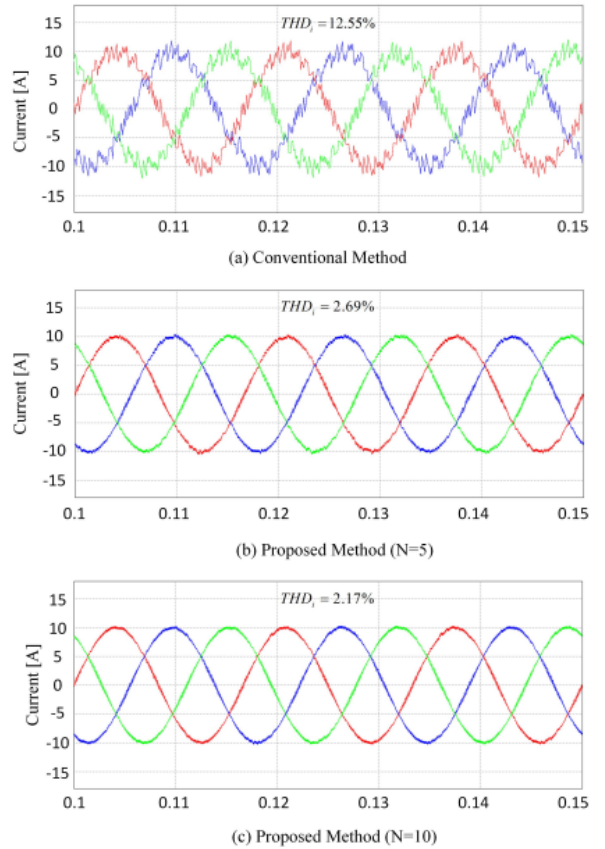 THDi = 12.55%
Current [A]
15
10
5
0
-5
-10
-15
0.1 0.11 0.12 0.13 0.14 0.15
(a) Conventional Method
THDi = 2.69%
Current [A]
15
10
5
0
-5
-10
-15
0.1 0.11 0.12 0.13 0.14 0.15
(b) Proposed Method (N=5)
THDi = 2.17%
Current [A]
15
10
5
0
-5
-10
-15
0.1 0.11 0.12 0.13 0.14 0.15
(c) Proposed Method (N=10)